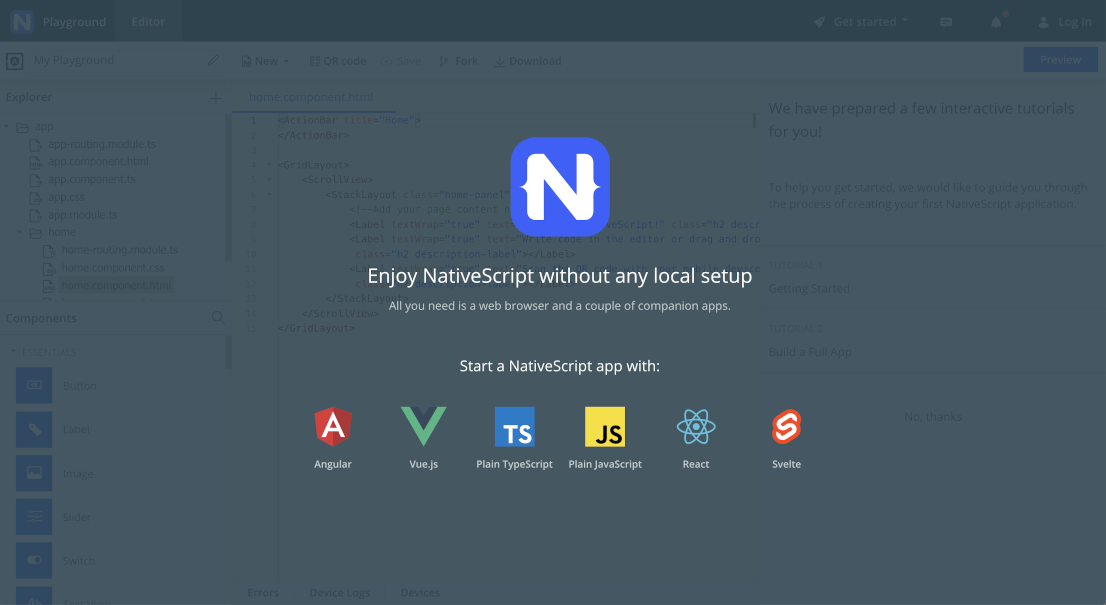 Playground
Editor
Get started
Log In
My Playground
New
QR code
Save
Fork
Download
Preview
Explorer
app
app-routing.module.ts
app.component.html
app.component.ts
app.css
app.module.ts
home
home-routing.module.ts
home.component.css
home.component.html
Components
ESSENTIALS
Button
Label
Image
Slider
Switch
home.component.html
1 <ActionBar title="Home">
2 </ActionBar>
3
4 <GridLayout>
5 <ScrollView>
6 <StackLayout class="home-panel"
7 <!--Add your page content h
8 <Label textWrap="true" text= veScript!" class="h2 descr
9 <Label textWrap="true" text="Write code in the editor or drag and dro
10 class="h2 description-label"></Label>
11 <Label
12
13 </StackLayout>
14 </ScrollView>
15 </GridLayout>
Errors
Device Logs
Devices
Enjoy NativeScript without any local setup
All you need is a web browser and a couple of companion apps.
Start a NativeScript app with:
TS
JS
Angular
Vue.js
Plain TypeScript
Plain JavaScript
React
Svelte
We have prepared a few interactive tutorials
for you!
To help you get started, we would like to guide you through
the process of creating your first NativeScript application.
TUTORIAL 1
Getting Started
TUTORIAL 2
Build a Full App
No, thanks